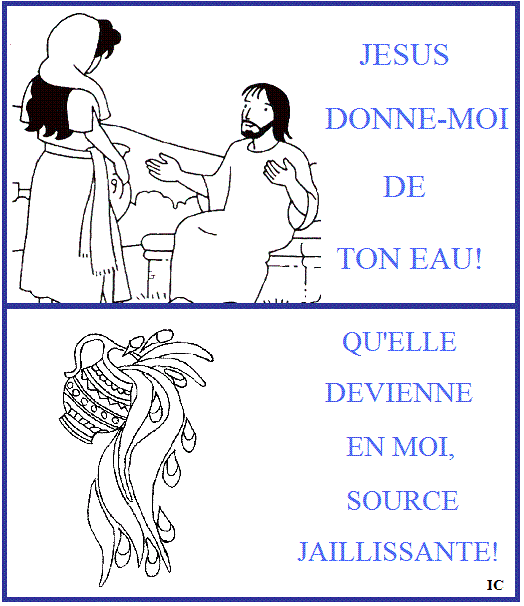 JESUS
DONNE-MOI
DE
TON EAU!
QU'ELLE
DEVIENNE
EN MOI,
SOURCE
JAILLISSANTE!
IC